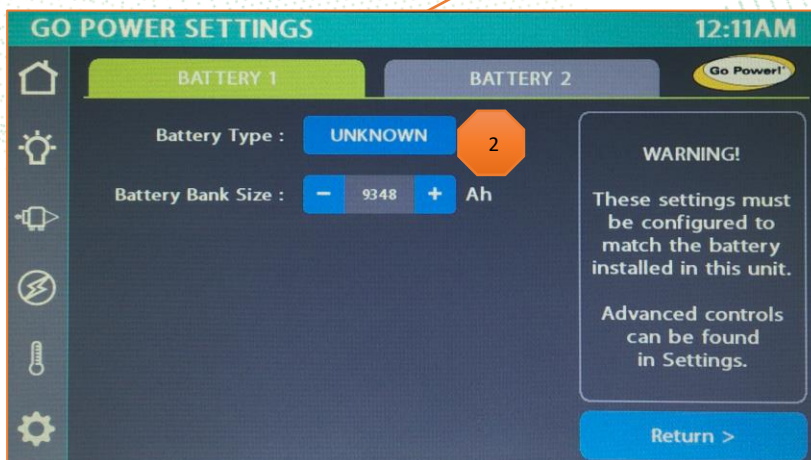 GO POWER SETTINGS 12:11AM
BATTERY 1 BATTERY 2 Go Power!
Battery Type : UNKNOWN 2
Battery Bank Size : − 9348 + Ah
WARNING!
These settings must
be configured to
match the battery
installed in this unit.
Advanced controls
can be found
in Settings.
Return >